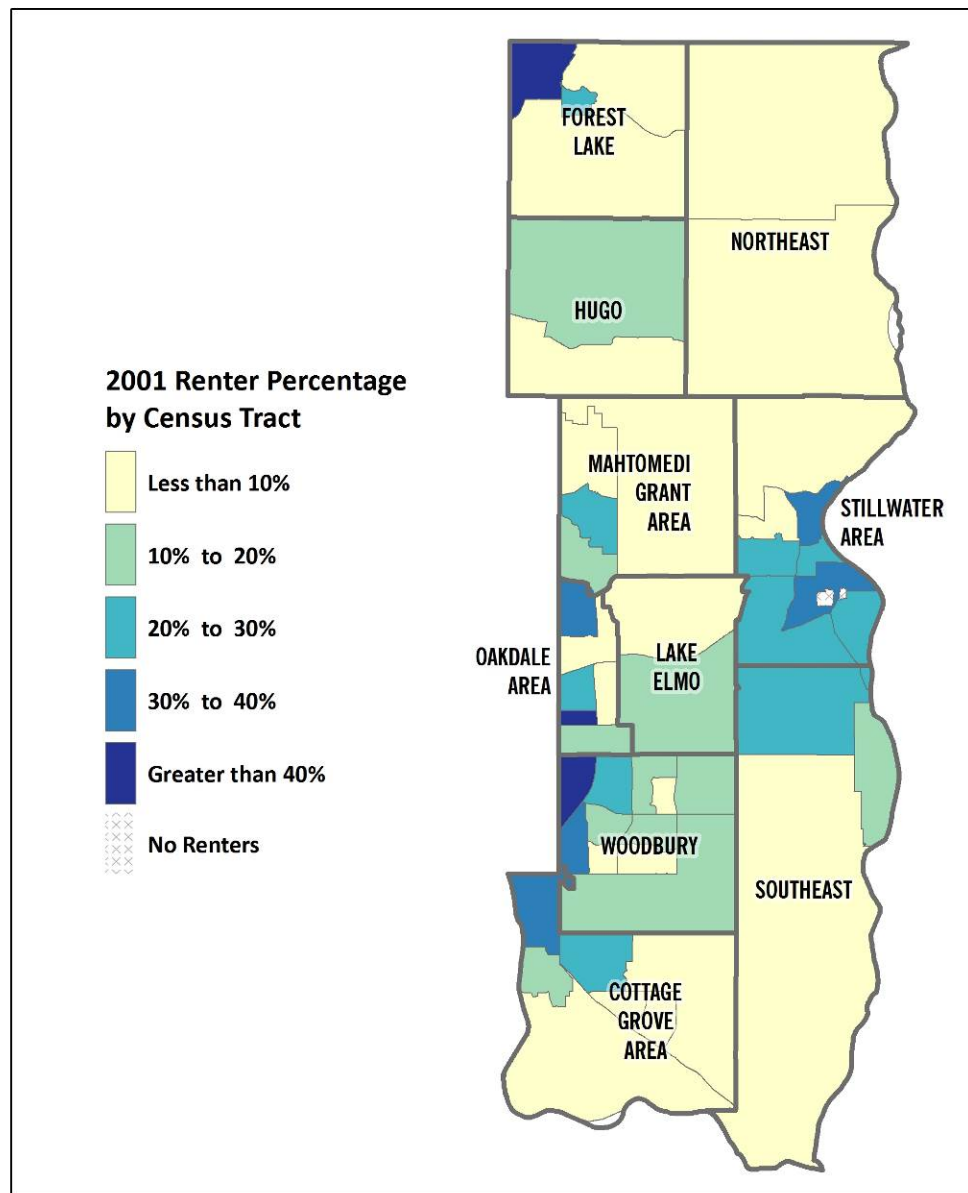 FOREST
LAKE
NORTHEAST
HUGO
2001 Renter Percentage
by Census Tract
Less than 10%
10% to 20%
20% to 30%
30% to 40%
Greater than 40%
No Renters
MAHTOMEDI
GRANT
AREA
STILLWATER
AREA
OAKDALE
AREA
LAKE
ELMO
WOODBURY
SOUTHEAST
COTTAGE
GROVE
AREA